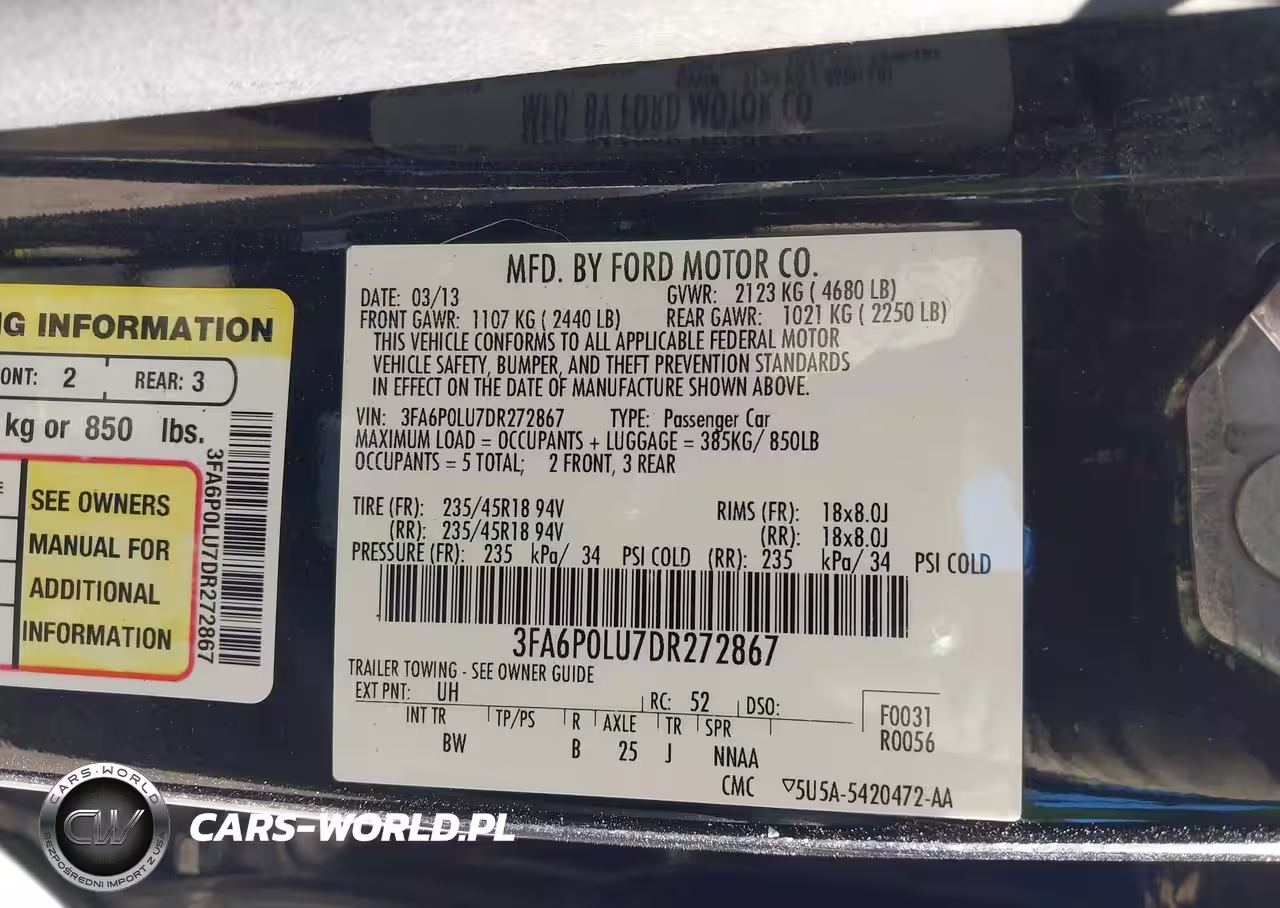 MFD. BY FORD MOTOR CO.
DATE: 03/13 GVWR: 2123 KG ( 4680 LB)
FRONT GAWR: 1107 KG ( 2440 LB) REAR GAWR: 1021 KG ( 2250 LB)
THIS VEHICLE CONFORMS TO ALL APPLICABLE FEDERAL MOTOR
VEHICLE SAFETY, BUMPER, AND THEFT PREVENTION STANDARDS
IN EFFECT ON THE DATE OF MANUFACTURE SHOWN ABOVE.
VIN: 3FA6P0LU7DR272867 TYPE: Passenger Car
MAXIMUM LOAD = OCCUPANTS + LUGGAGE = 385KG/ 850LB
OCCUPANTS = 5 TOTAL; 2 FRONT, 3 REAR
TIRE (FR): 235/45R18 94V RIMS (FR): 18x8.0J
(RR): 235/45R18 94V (RR): 18x8.0J
PRESSURE (FR): 235 kPa/ 34 PSI COLD (RR): 235 kPa/ 34 PSI COLD
3FA6P0LU7DR272867
TRAILER TOWING - SEE OWNER GUIDE
EXT PNT: UH RC: 52 DSO:
INT TR TP/PS R AXLE TR SPR
BW B 25 J NNAA
F0031
R0056
CMC ▽5U5A-5420472-AA
NG INFORMATION
ONT: 2 REAR: 3
kg or 850 lbs.
SEE OWNERS
MANUAL FOR
ADDITIONAL
INFORMATION
3FA6P0LU7DR272867
CARS-WORLD
CW
BEZPOŚREDNI IMPORT Z USA
CARS-WORLD.PL